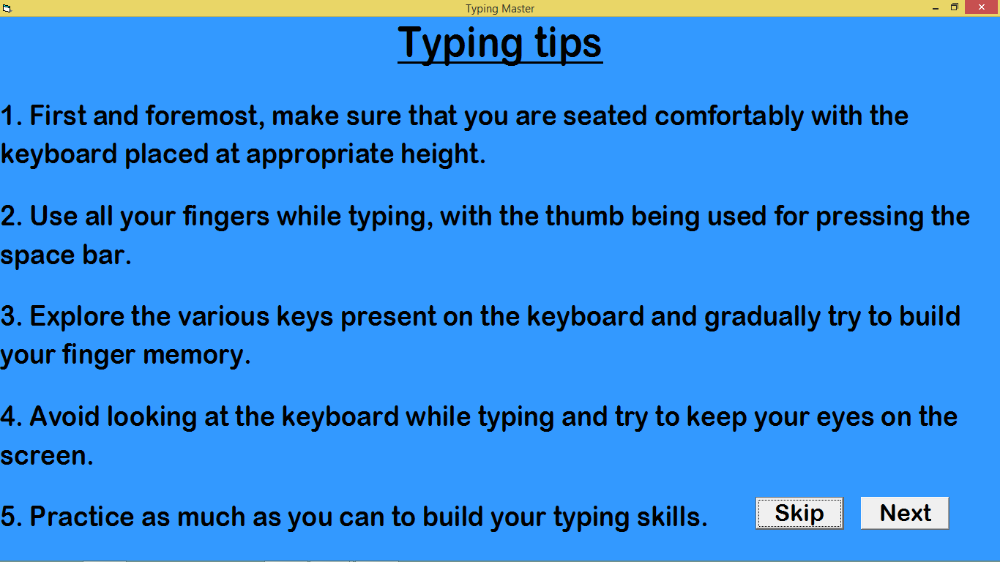 Typing Master
Typing tips
1. First and foremost, make sure that you are seated comfortably with the
keyboard placed at appropriate height.
2. Use all your fingers while typing, with the thumb being used for pressing the
space bar.
3. Explore the various keys present on the keyboard and gradually try to build
your finger memory.
4. Avoid looking at the keyboard while typing and try to keep your eyes on the
screen.
5. Practice as much as you can to build your typing skills.
Skip Next